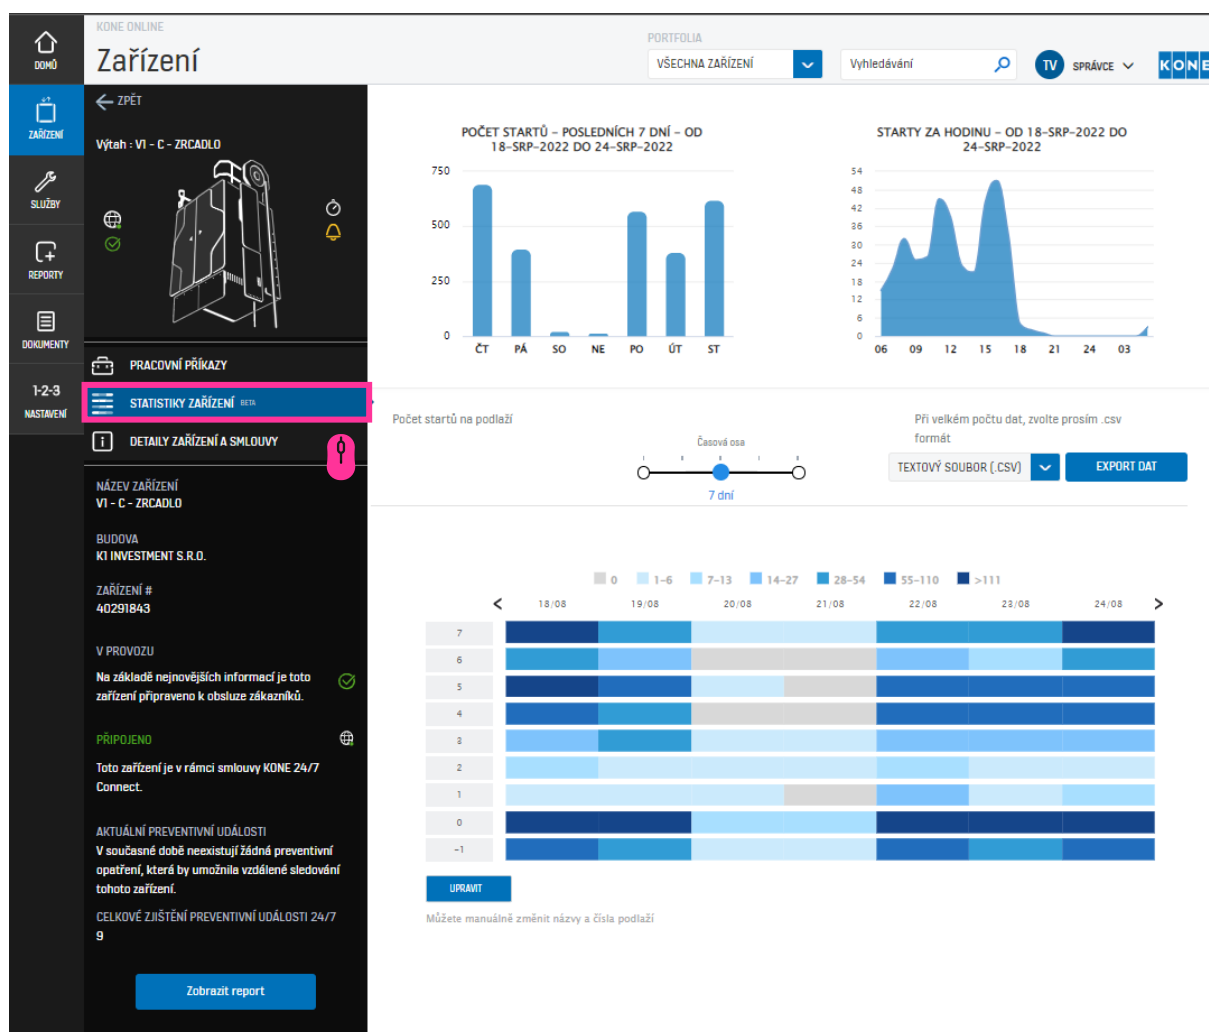 KONE ONLINE
Zařízení
PORTFOLIA
VŠECHNA ZAŘÍZENÍ
Vyhledávání
TV SPRÁVCE
KONE
DOMŮ
ZAŘÍZENÍ
SLUŽBY
REPORTY
DOKUMENTY
1-2-3
NASTAVENÍ
ZPĚT
Výtah : V1 - C - ZRCADLO
PRACOVNÍ PŘÍKAZY
STATISTIKY ZAŘÍZENÍ BETA
DETAILY ZAŘÍZENÍ A SMLOUVY
NÁZEV ZAŘÍZENÍ
V1 - C - ZRCADLO
BUDOVA
K1 INVESTMENT S.R.O.
ZAŘÍZENÍ #
40291843
V PROVOZU
Na základě nejnovějších informací je toto
zařízení připraveno k obsluze zákazníků.
PŘIPOJENO
Toto zařízení je v rámci smlouvy KONE 24/7
Connect.
AKTUÁLNÍ PREVENTIVNÍ UDÁLOSTI
V současné době neexistují žádná preventivní
opatření, která by umožnila vzdálené sledování
tohoto zařízení.
CELKOVÉ ZJIŠTĚNÍ PREVENTIVNÍ UDÁLOSTI 24/7
9
Zobrazit report
POČET STARTŮ – POSLEDNÍCH 7 DNÍ – OD
18–SRP–2022 DO 24–SRP–2022
750
500
250
0
ČT PÁ SO NE PO ÚT ST
STARTY ZA HODINU – OD 18–SRP–2022 DO
24–SRP–2022
54
48
42
36
30
24
18
12
6
0
06 09 12 15 18 21 24 03
Počet startů na podlaží
Časová osa
7 dní
Při velkém počtu dat, zvolte prosím .csv
formát
TEXTOVÝ SOUBOR (.CSV)
EXPORT DAT
0 1–6 7–13 14–27 28–54 55–110 >111
< 18/08 19/08 20/08 21/08 22/08 23/08 24/08 >
7
6
5
4
3
2
1
0
–1
UPRAVIT
Můžete manuálně změnit názvy a čísla podlaží